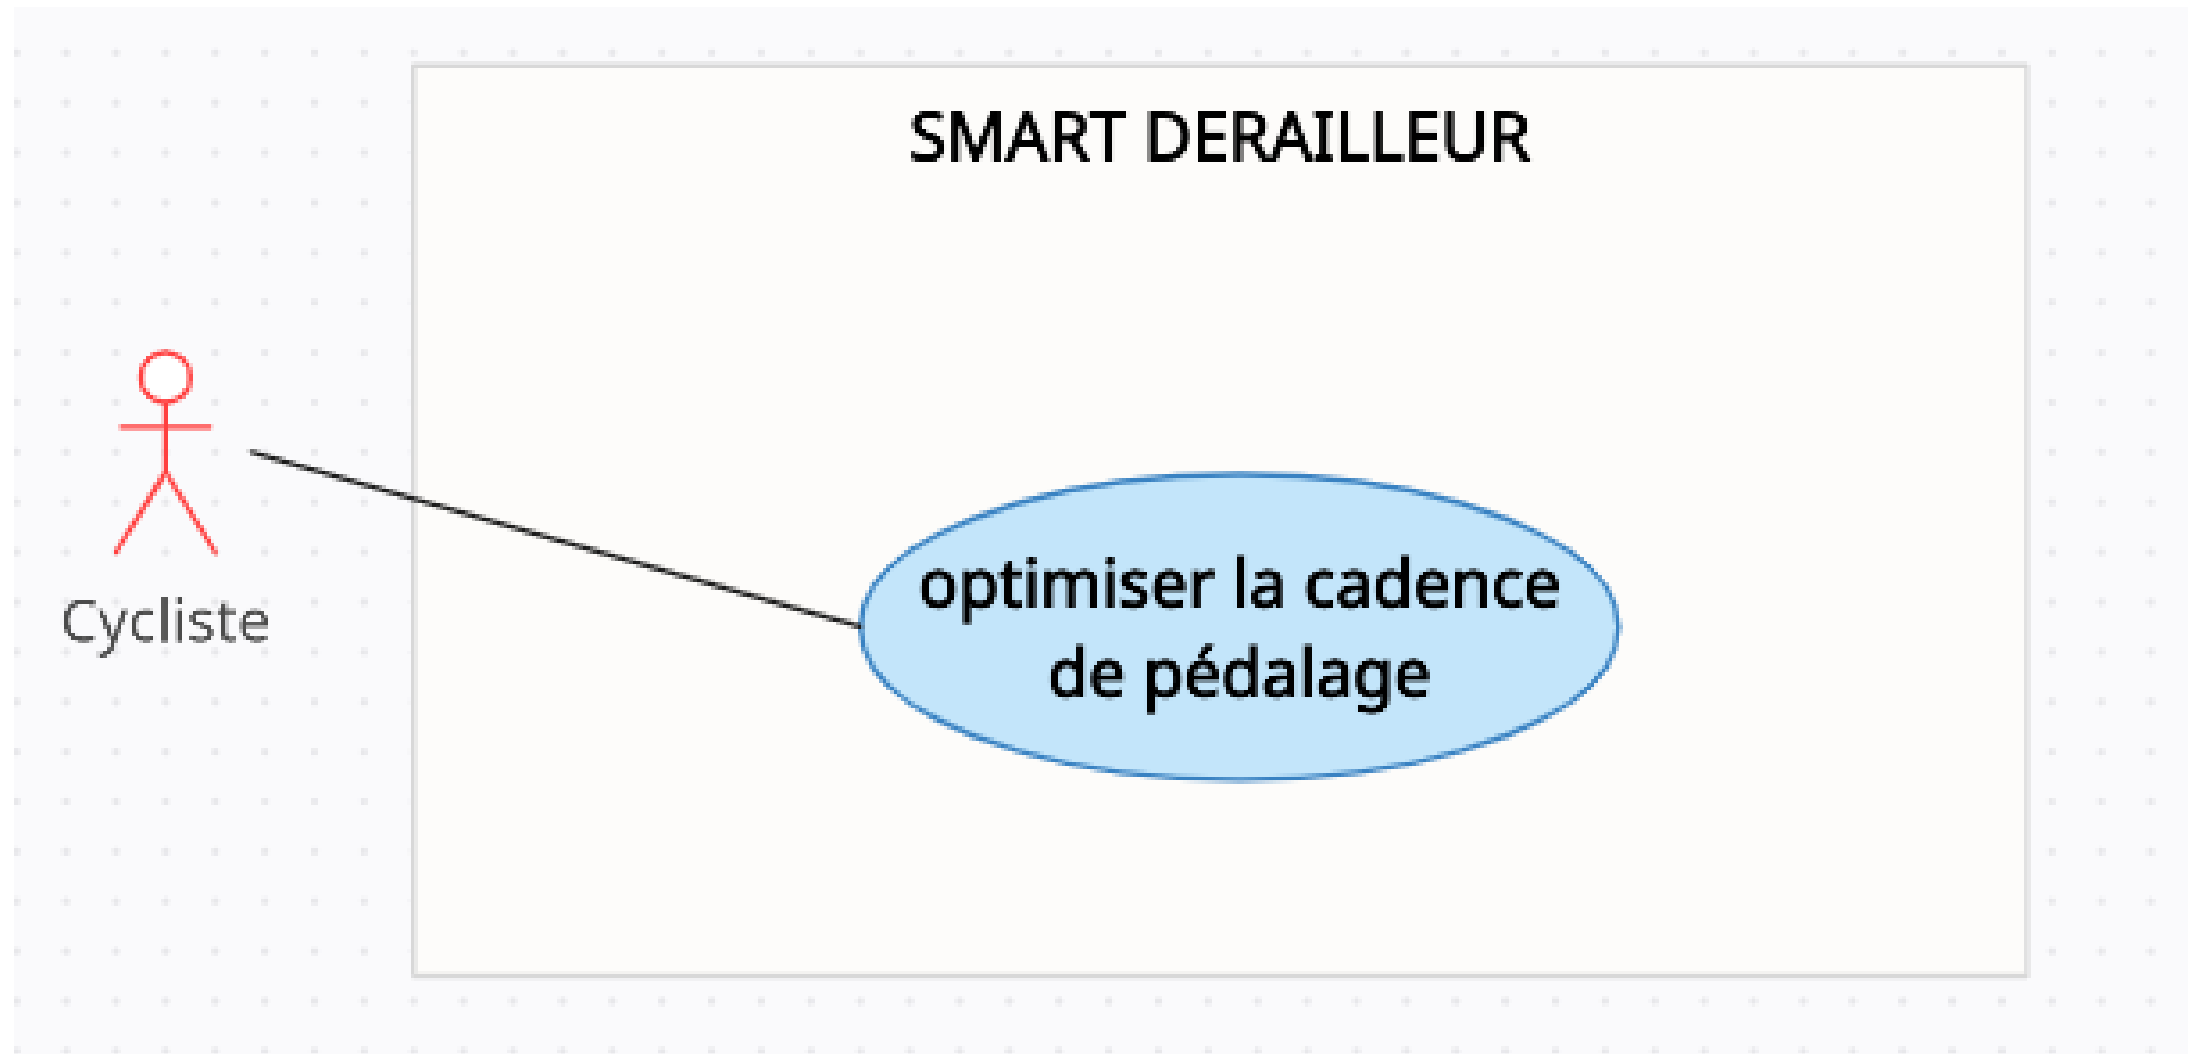 SMART DERAILLEUR
Cycliste
optimiser la cadence
de pédalage